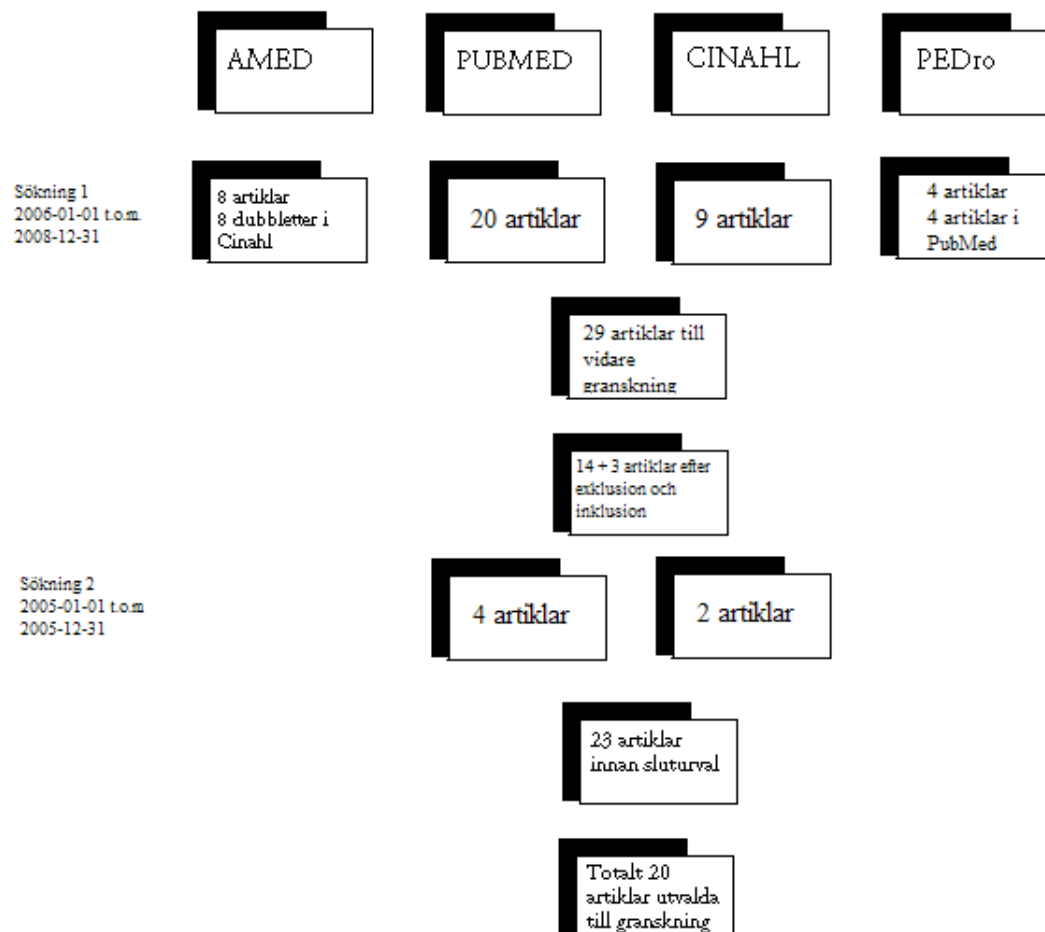 AMED
PUBMED
CINAHL
PEDro
Sökning 1
2006-01-01 t.o.m.
2008-12-31
8 artiklar
8 dubbletter i
Cinahl
20 artiklar
9 artiklar
4 artiklar
4 artiklar i
PubMed
29 artiklar till
vidare
granskning
14 + 3 artiklar efter
exklusion och
inklusion
Sökning 2
2005-01-01 t.o.m
2005-12-31
4 artiklar
2 artiklar
23 artiklar
innan sluturval
Totalt 20
artiklar utvalda
till granskning